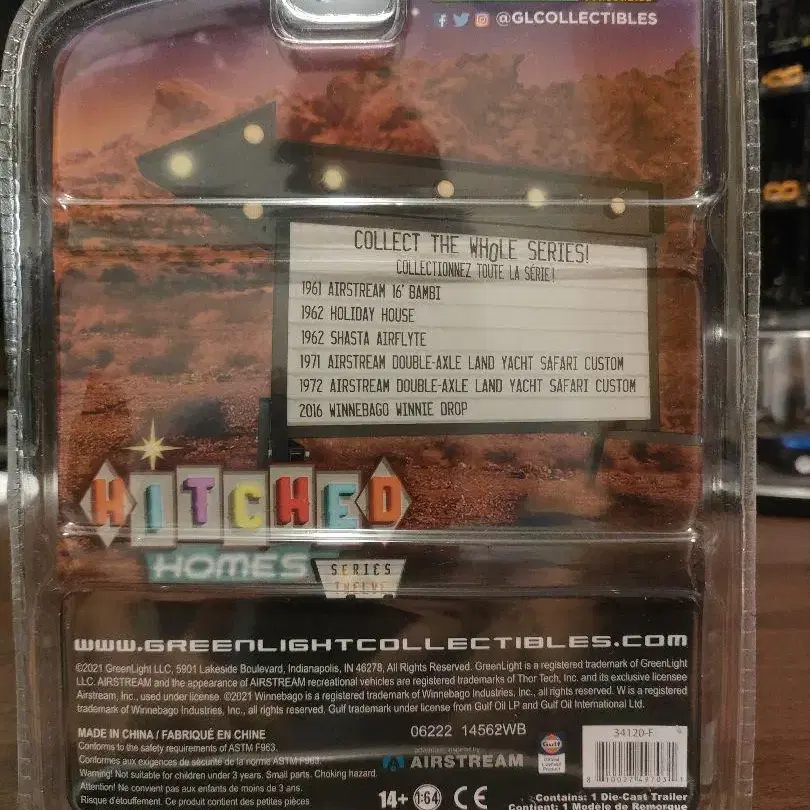 @GLCOLLECTIBLES
COLLECT THE WHOLE SERIES!
COLLECTIONNEZ TOUTE LA SÉRIE!
1961 AIRSTREAM 16' BAMBI
1962 HOLIDAY HOUSE
1962 SHASTA AIRFLYTE
1971 AIRSTREAM DOUBLE-AXLE LAND YACHT SAFARI CUSTOM
1972 AIRSTREAM DOUBLE-AXLE LAND YACHT SAFARI CUSTOM
2016 WINNEBAGO WINNIE DROP
HITCHED
HOMES
SERIES
TWELVE
WWW.GREENLIGHTCOLLECTIBLES.COM
©2021 GreenLight LLC, 5901 Lakeside Boulevard, Indianapolis, IN 46278, All Rights Reserved. GreenLight is a registered trademark of GreenLight
LLC. AIRSTREAM and the appearance of AIRSTREAM recreational vehicles are registered trademarks of Thor Tech, Inc. and its exclusive licensee
Airstream, Inc., used under license. ©2021 Winnebago is a registered trademark of Winnebago Industries, Inc., all rights reserved. W is a registered
trademark of Winnebago Industries, Inc., all rights reserved. Gulf trademark under license from Gulf Oil LP and Gulf Oil International Ltd.
MADE IN CHINA / FABRIQUÉ EN CHINE
Conforms to the safety requirements of ASTM F963.
Conformes aux exigences de sécurité de la norme ASTM F963.
Warning! Not suitable for children under 3 years. Small parts. Choking hazard.
Attention! Ne convient pas aux enfants de moins de 3 ans.
Risque d'étouffement. Ce produit contient des petites pièces
06222 14562WB
AIRSTREAM
Gulf
14+ 1:64 CE
34120-F
Contains: 1 Die-Cast Trailer
Contient: 1 Modèle de Remorque